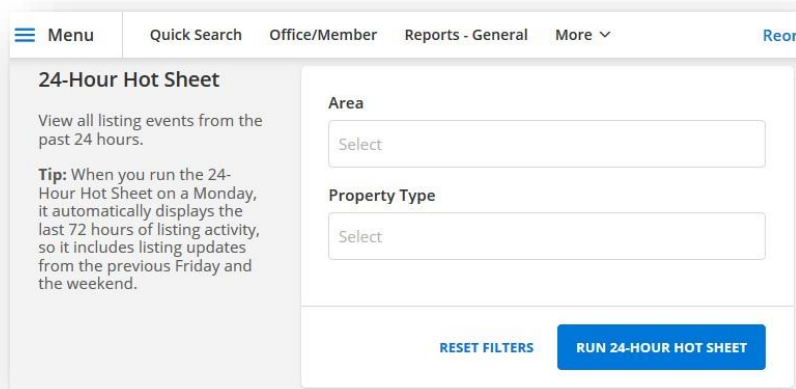 Menu Quick Search Office/Member Reports - General More
24-Hour Hot Sheet
View all listing events from the
past 24 hours.
Tip: When you run the 24-
Hour Hot Sheet on a Monday,
it automatically displays the
last 72 hours of listing activity,
so it includes listing updates
from the previous Friday and
the weekend.
Area
Select
Property Type
Select
RESET FILTERS RUN 24-HOUR HOT SHEET